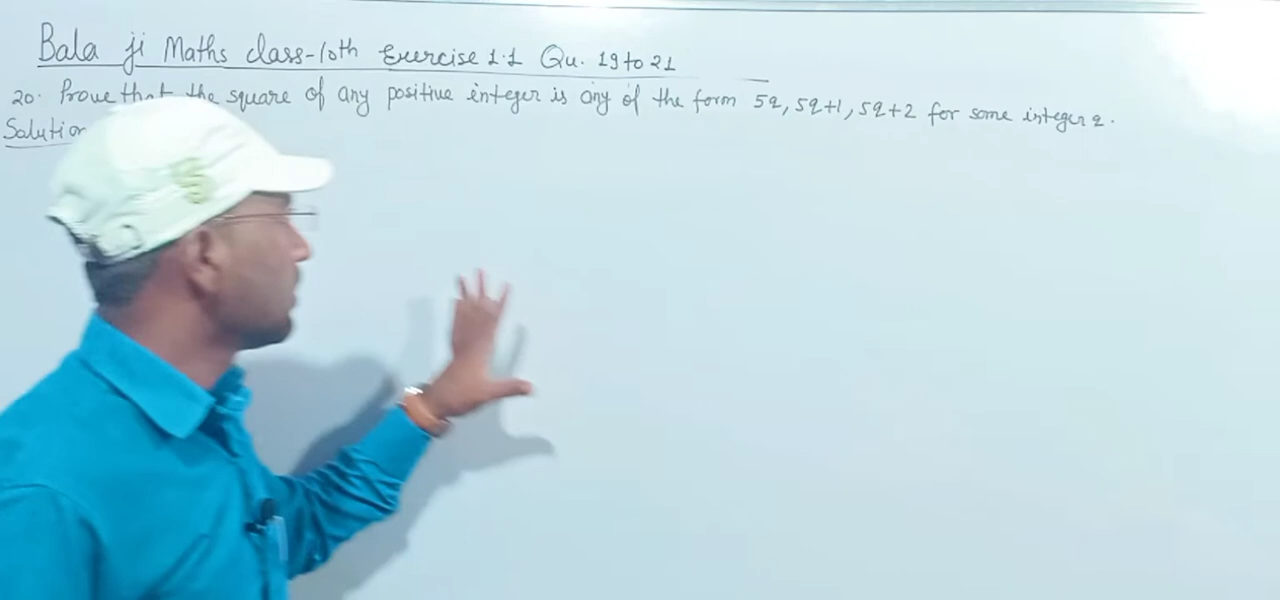 Bala ji Maths class-10th Exercise 1.1 Qu. 19 to 21
20. Prove that the square of any positive integer is any of the form 5q, 5q+1, 5q+2 for some integer q.
Solution